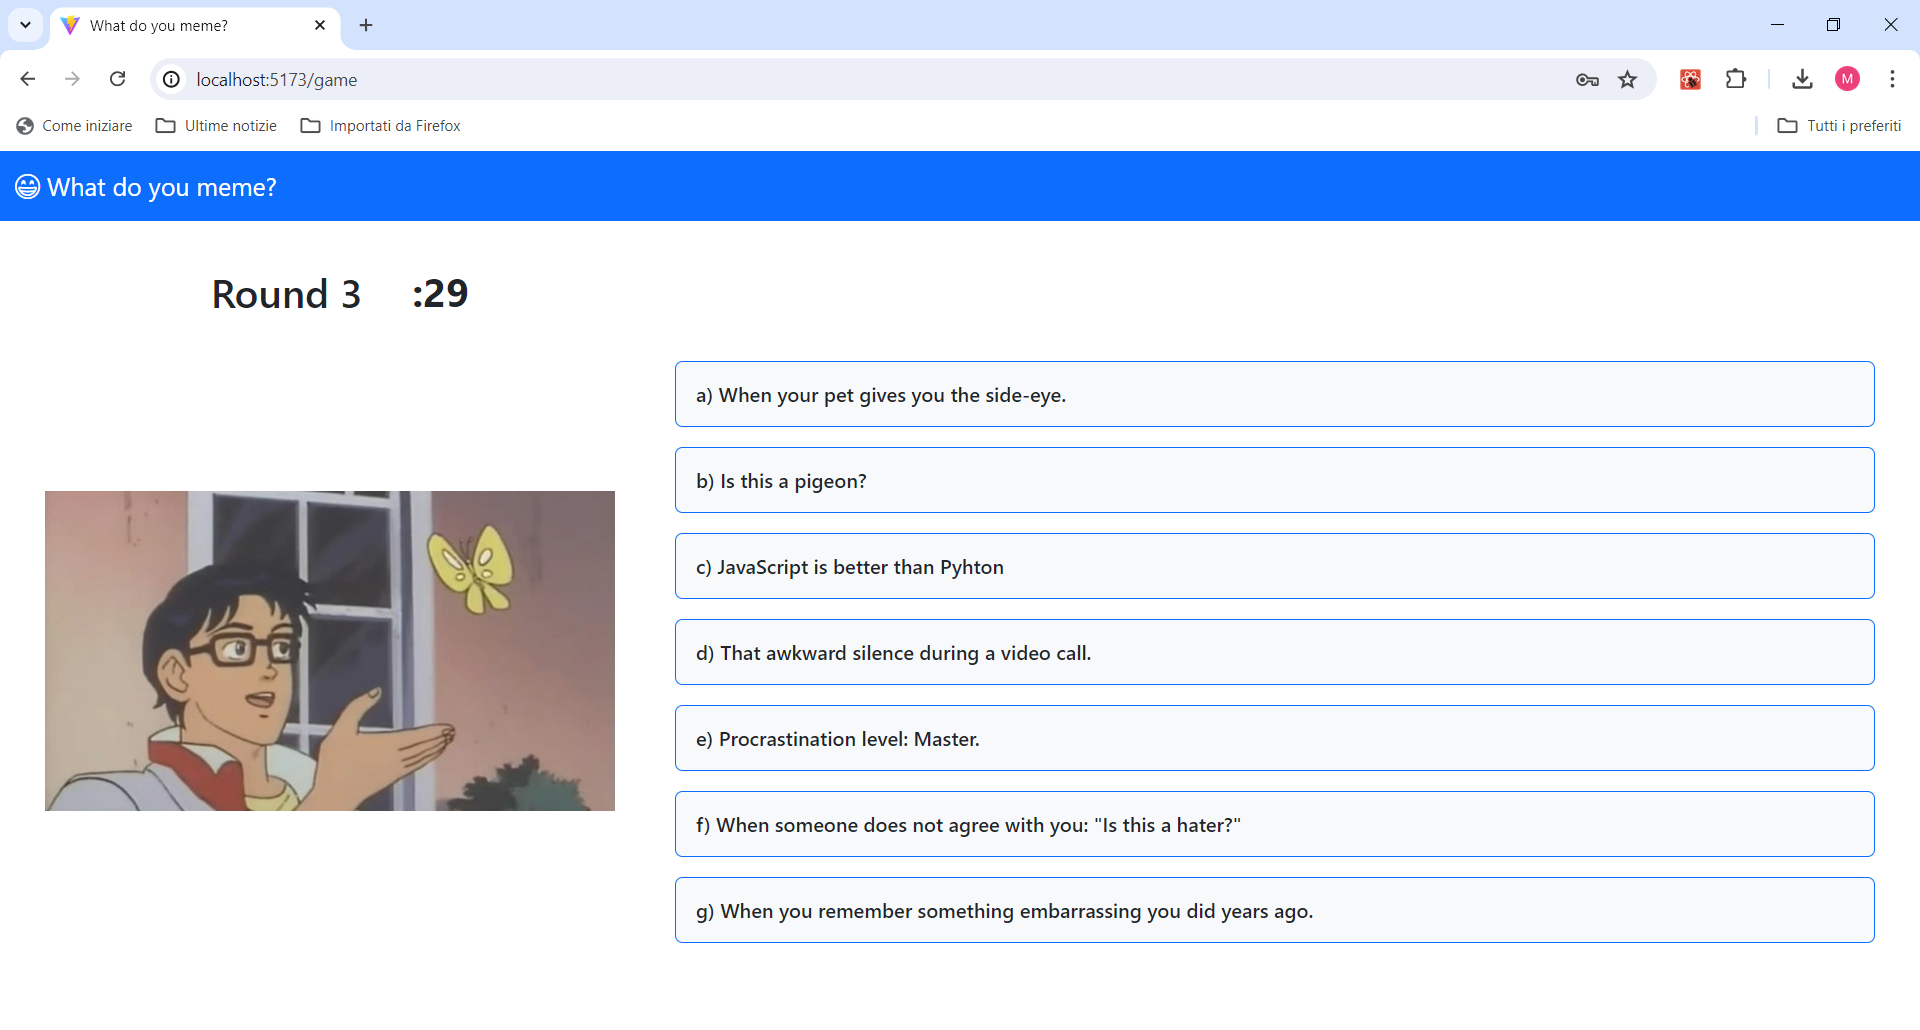 What do you meme?
localhost:5173/game
M
Come iniziare
Ultime notizie
Importati da Firefox
Tutti i preferiti
What do you meme?
Round 3 :29
a) When your pet gives you the side-eye.
b) Is this a pigeon?
c) JavaScript is better than Pyhton
d) That awkward silence during a video call.
e) Procrastination level: Master.
f) When someone does not agree with you: "Is this a hater?"
g) When you remember something embarrassing you did years ago.